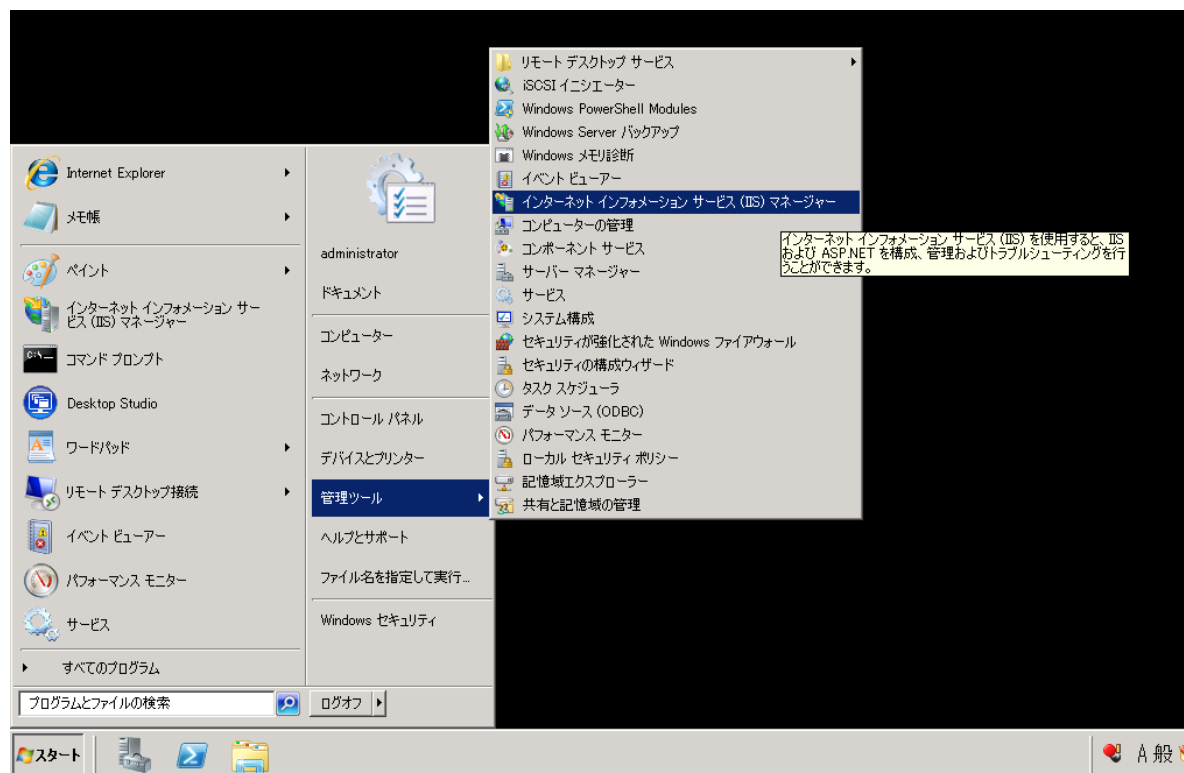 Internet Explorer
メモ帳
ペイント
インターネット インフォメーション サー
ビス (IIS) マネージャー
コマンド プロンプト
Desktop Studio
ワードパッド
リモート デスクトップ接続
イベント ビューアー
パフォーマンス モニター
サービス
すべてのプログラム
プログラムとファイルの検索
administrator
ドキュメント
コンピューター
ネットワーク
コントロール パネル
デバイスとプリンター
管理ツール
ヘルプとサポート
ファイル名を指定して実行...
Windows セキュリティ
ログオフ
リモート デスクトップ サービス
iSCSI イニシエーター
Windows PowerShell Modules
Windows Server バックアップ
Windows メモリ診断
イベント ビューアー
インターネット インフォメーション サービス (IIS) マネージャー
コンピューターの管理
コンポーネント サービス
サーバー マネージャー
サービス
システム構成
セキュリティが強化された Windows ファイアウォール
セキュリティの構成ウィザード
タスク スケジューラ
データ ソース (ODBC)
パフォーマンス モニター
ローカル セキュリティ ポリシー
記憶域エクスプローラー
共有と記憶域の管理
インターネット インフォメーション サービス (IIS) を使用すると、IIS
および ASP.NET を構成、管理およびトラブルシューティングを行
うことができます。
スタート
A 般